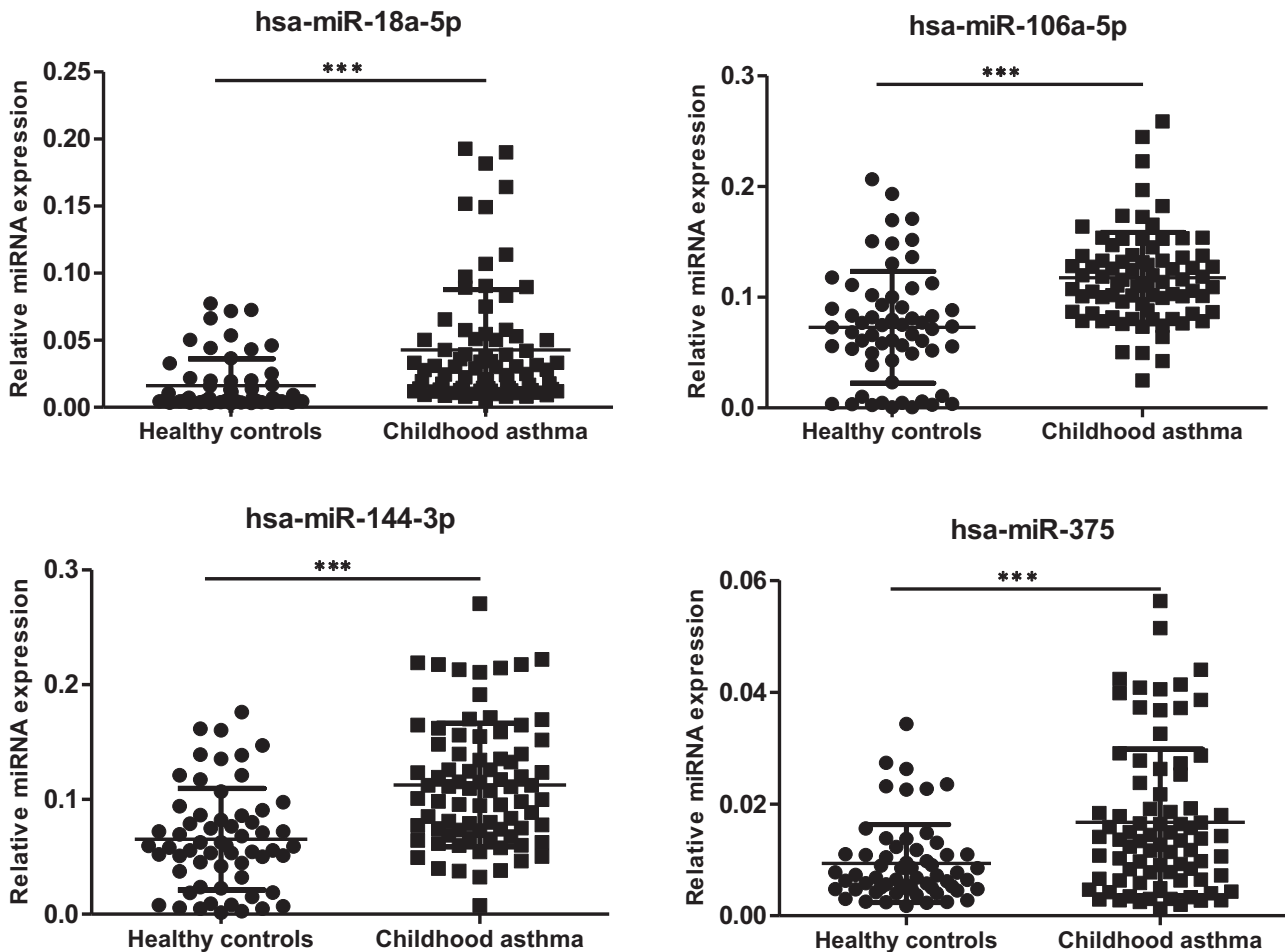 hsa-miR-18a-5p
***
Relative miRNA expression
0.25
0.20
0.15
0.10
0.05
0.00
Healthy controls
Childhood asthma
hsa-miR-106a-5p
***
Relative miRNA expression
0.3
0.2
0.1
0.0
Healthy controls
Childhood asthma
hsa-miR-144-3p
***
Relative miRNA expression
0.3
0.2
0.1
0.0
Healthy controls
Childhood asthma
hsa-miR-375
***
Relative miRNA expression
0.06
0.04
0.02
0.00
Healthy controls
Childhood asthma